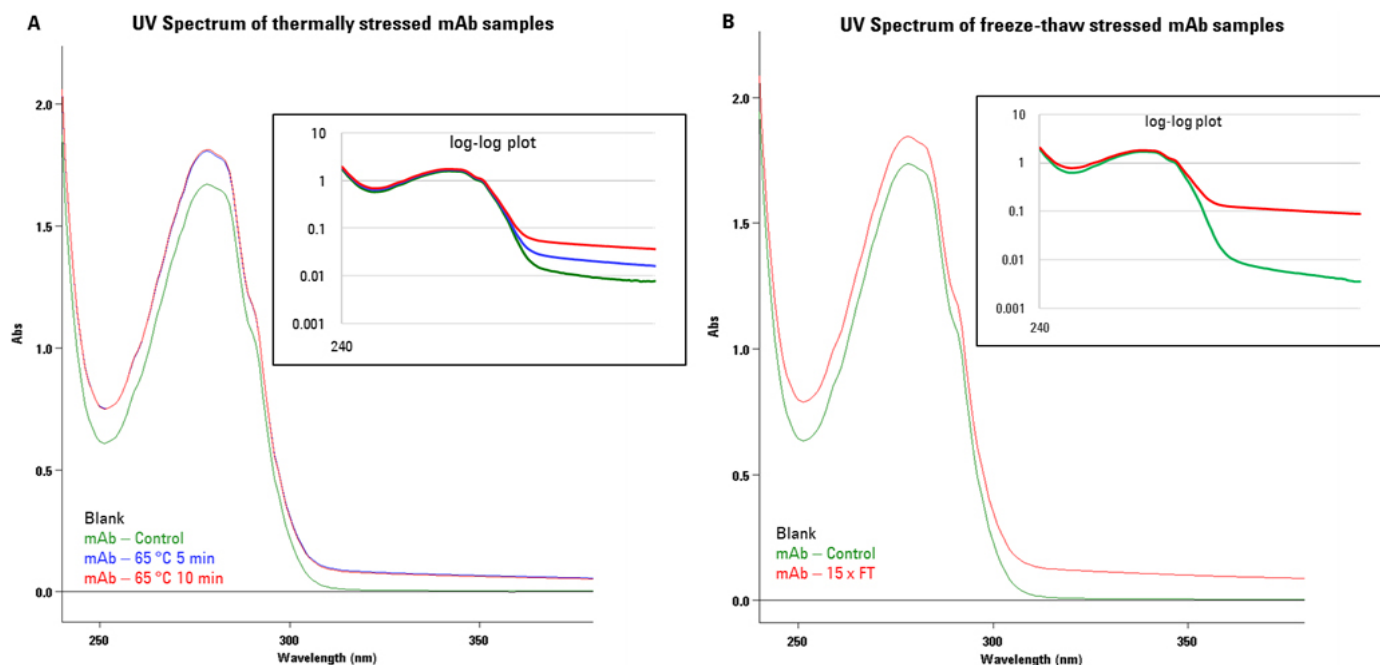 A
UV Spectrum of thermally stressed mAb samples
2.0
1.5
1.0
0.5
0.0
Abs
250
300
350
Wavelength (nm)
log-log plot
10
1
0.1
0.01
0.001
240
Blank
mAb – Control
mAb – 65 °C 5 min
mAb – 65 °C 10 min
B
UV Spectrum of freeze-thaw stressed mAb samples
2.0
1.5
1.0
0.5
0.0
Abs
250
300
350
Wavelength (nm)
log-log plot
10
1
0.1
0.01
0.001
240
Blank
mAb – Control
mAb – 15 x FT